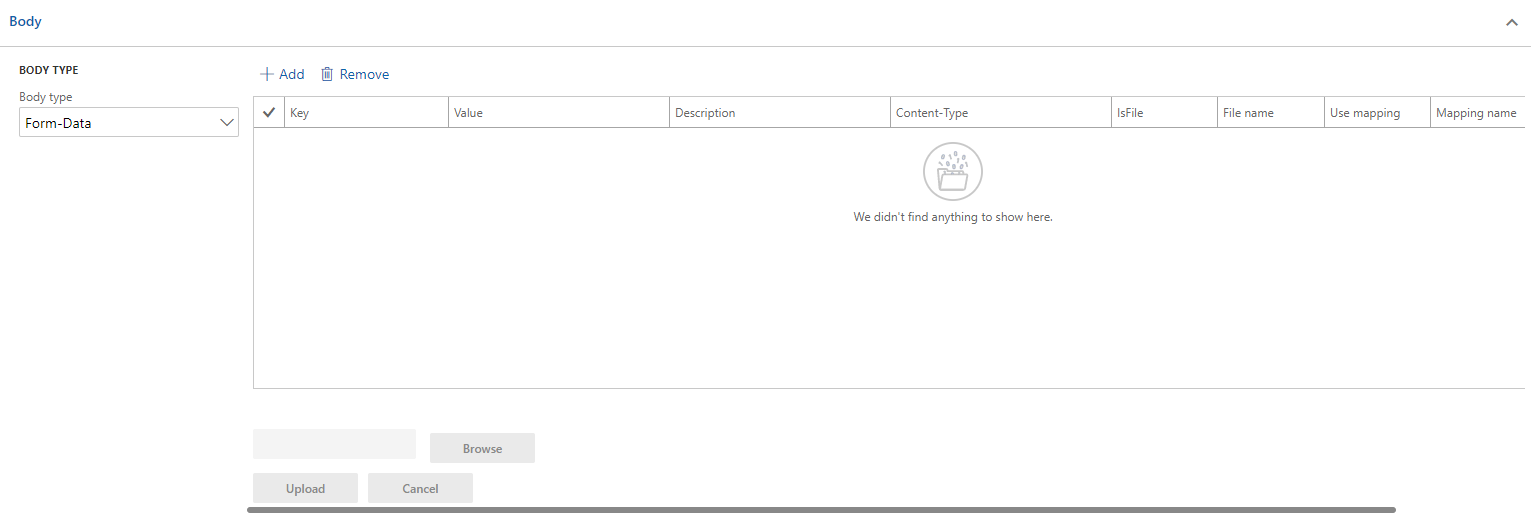 Body
BODY TYPE
Body type
Form-Data
Add Remove
Key Value Description Content-Type IsFile File name Use mapping Mapping name
We didn't find anything to show here.
Browse
Upload Cancel